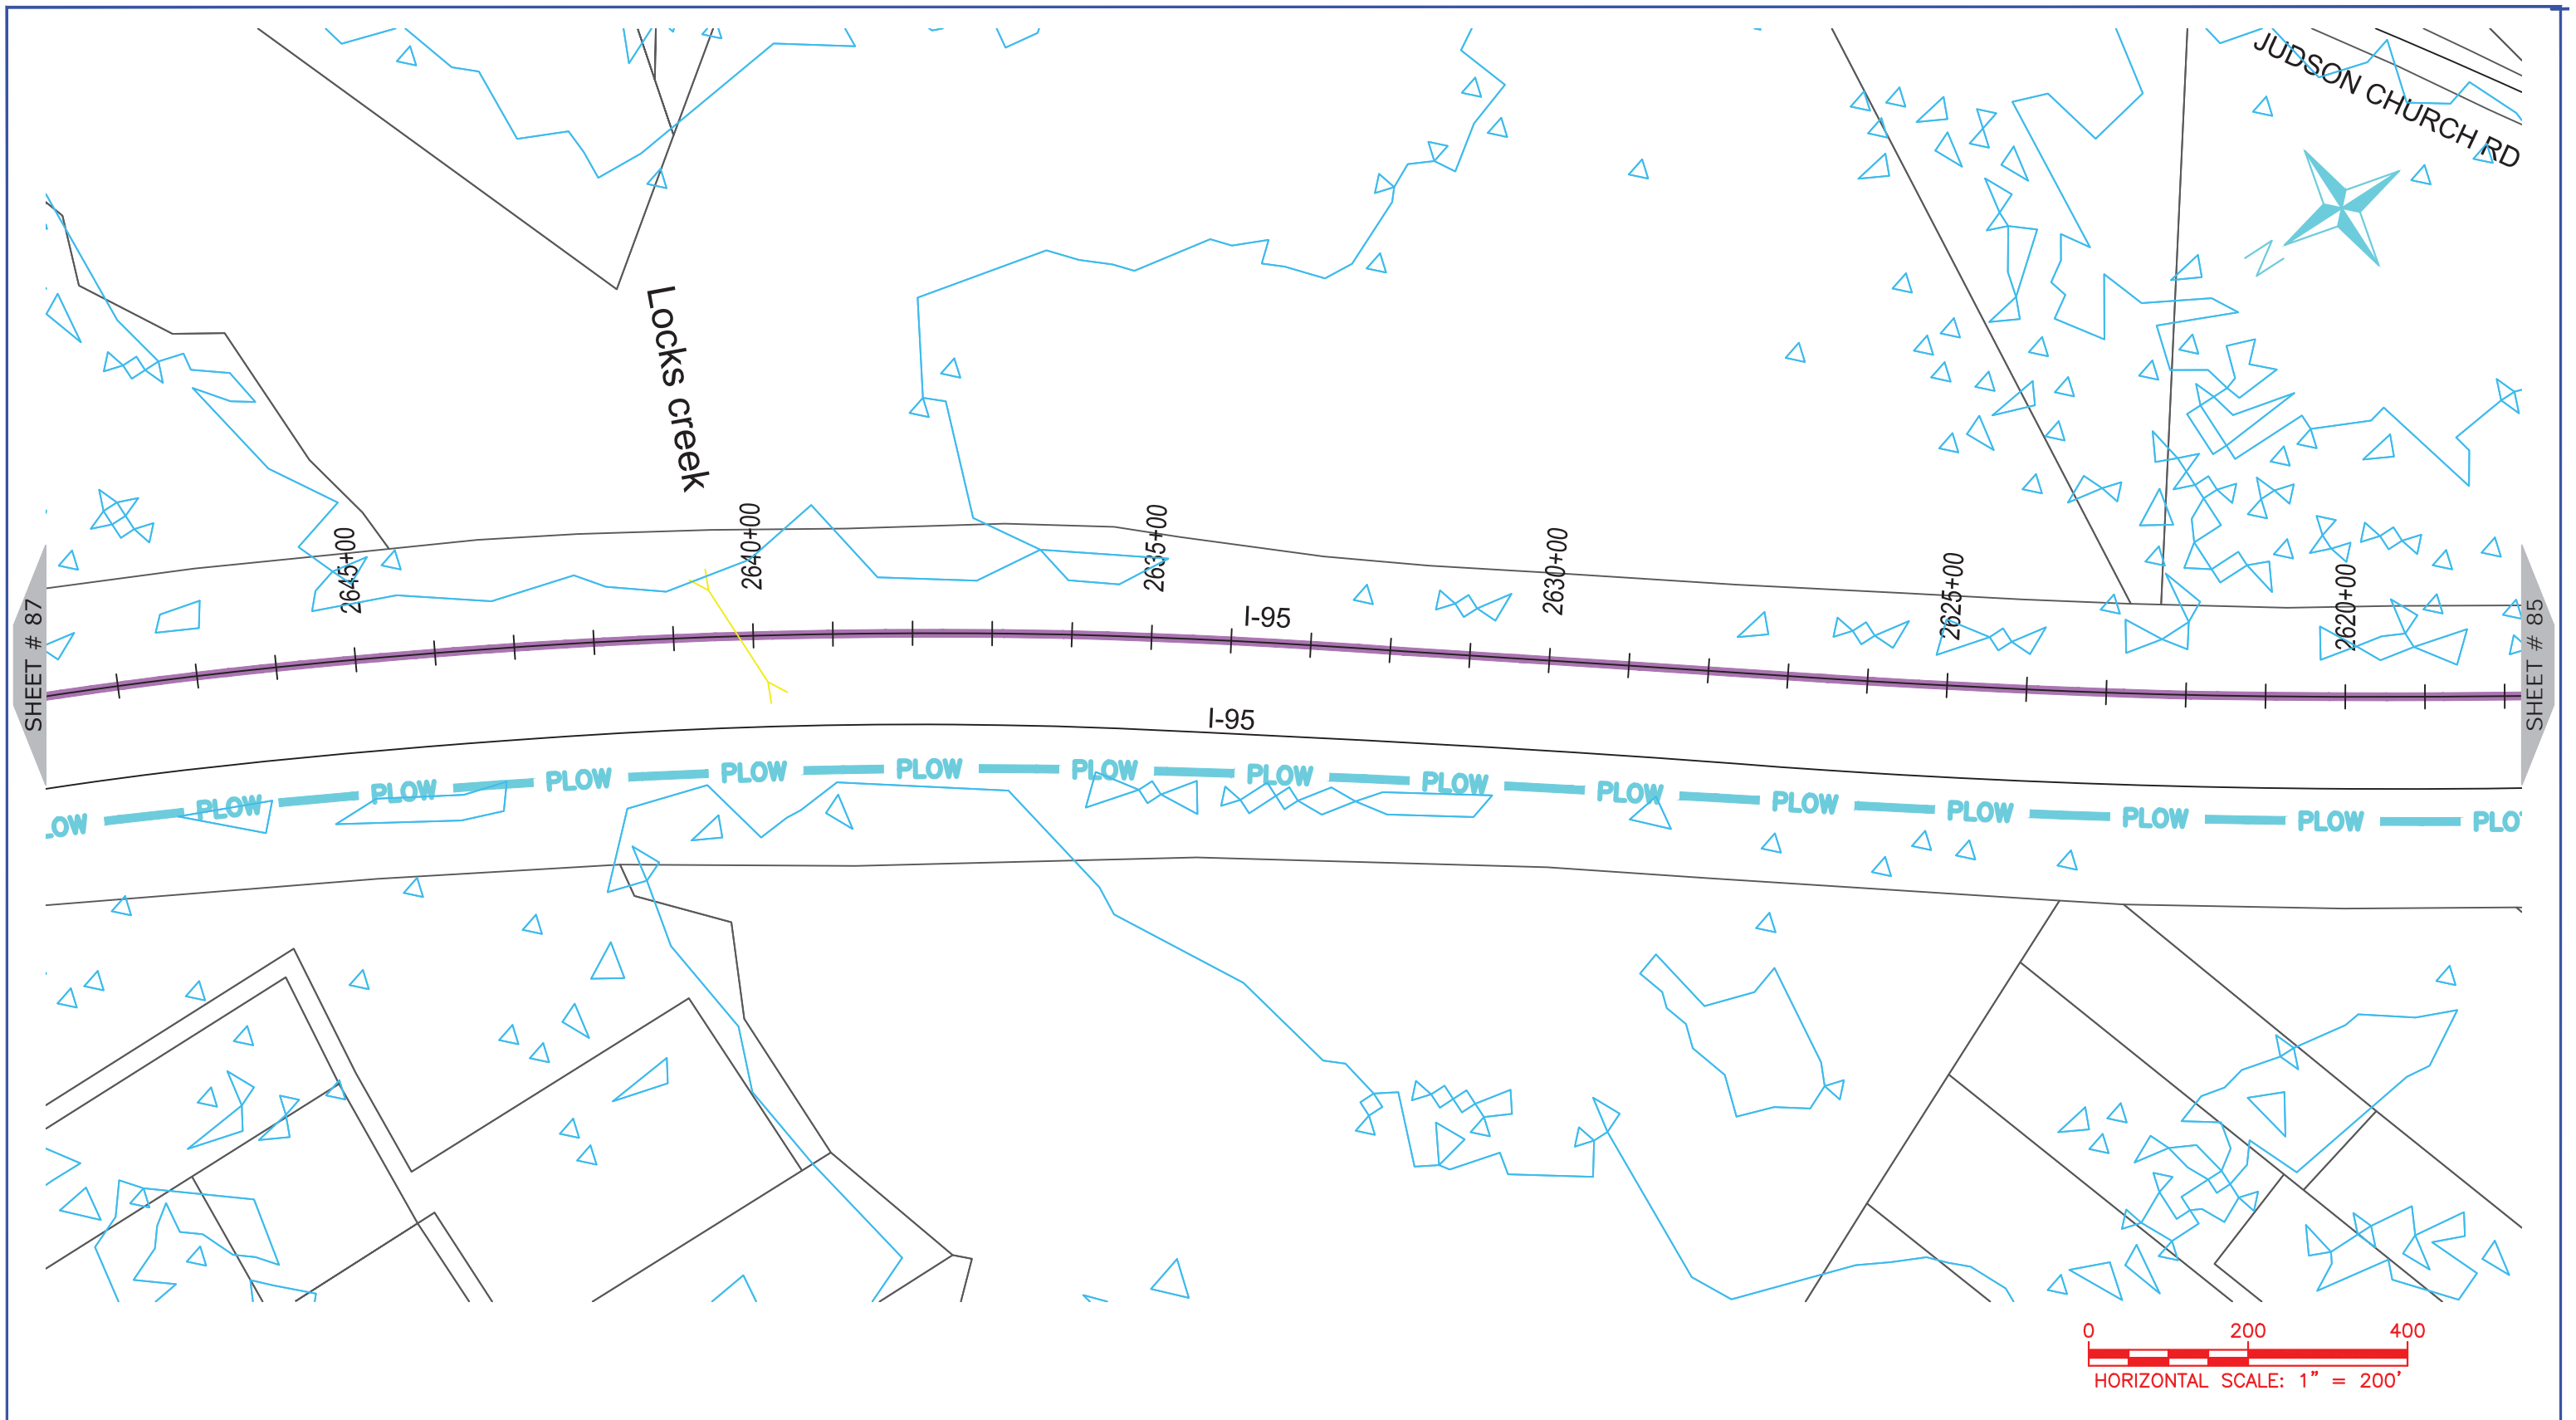 JUDSON CHURCH RD
N
Locks creek
2645+00
2640+00
2635+00
2630+00
2625+00
2620+00
I-95
SHEET # 87
SHEET # 85
I-95
LOW PLOW PLOW PLOW PLOW PLOW PLOW PLOW PLOW PLOW PLOW PLOW PLOW PLOW PLO
0 200 400
HORIZONTAL SCALE: 1” = 200’